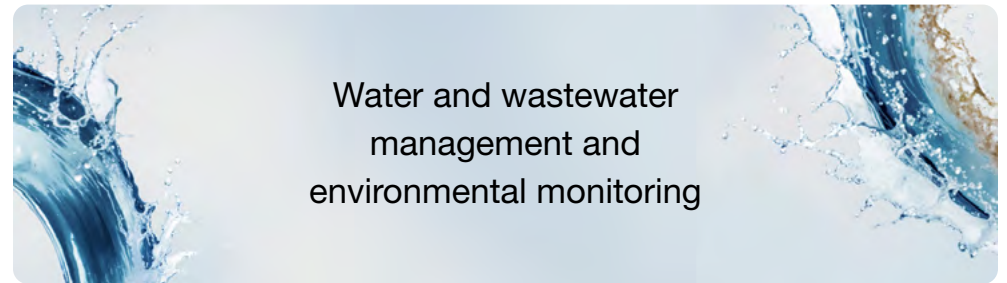 Water and wastewater
management and
environmental monitoring